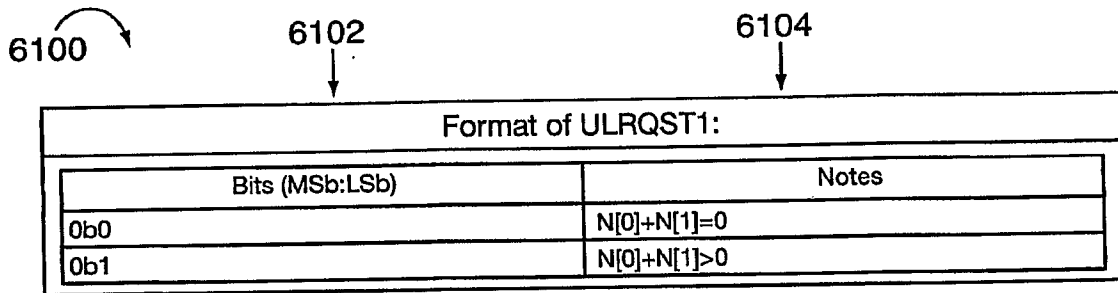 6100
6102
6104
Format of ULRQST1:
Bits (MSb:LSb) Notes
0b0 N[0]+N[1]=0
0b1 N[0]+N[1]>0